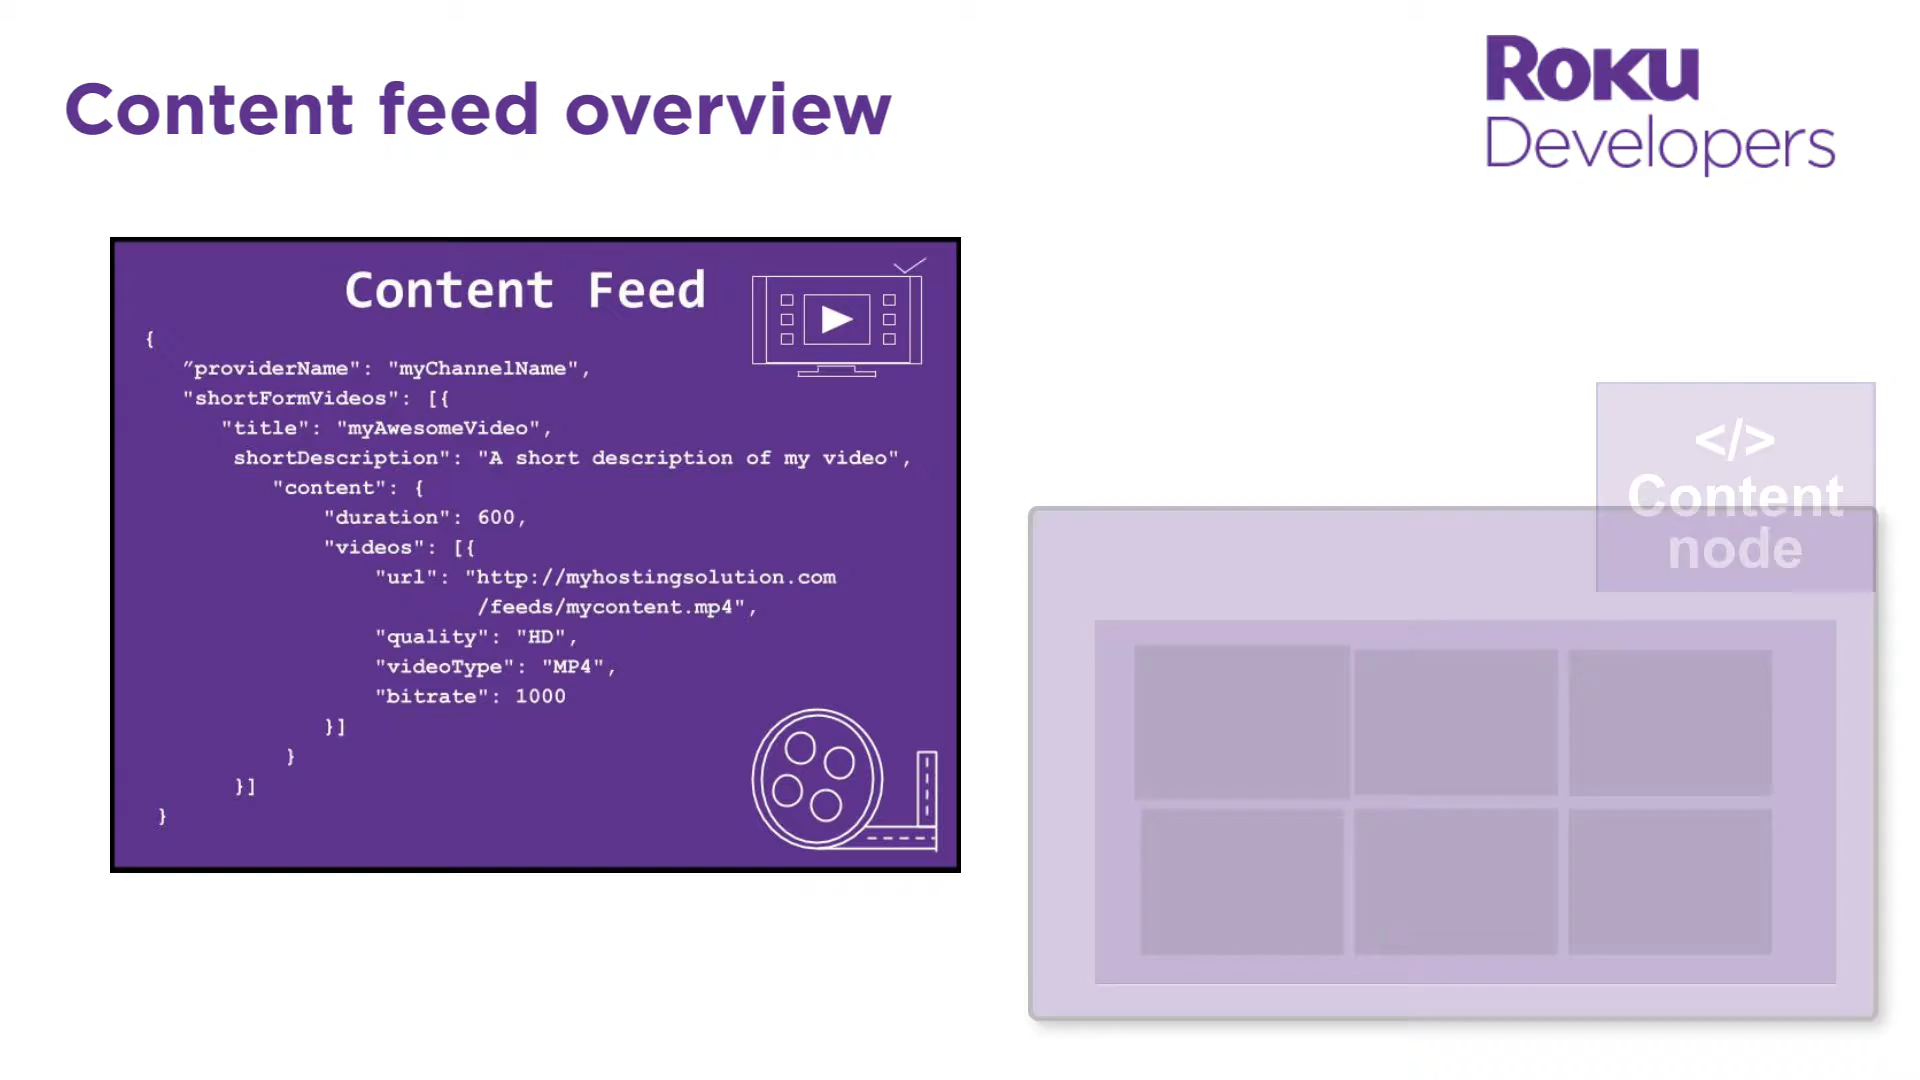 Content feed overview
Roku
Developers
Content Feed
{
”providerName": "myChannelName",
"shortFormVideos": [{
"title": "myAwesomeVideo",
shortDescription": "A short description of my video",
"content": {
"duration": 600,
"videos": [{
"url": "http://myhostingsolution.com
/feeds/mycontent.mp4",
"quality": "HD",
"videoType": "MP4",
"bitrate": 1000
}]
}
}]
}
</>
Content
node